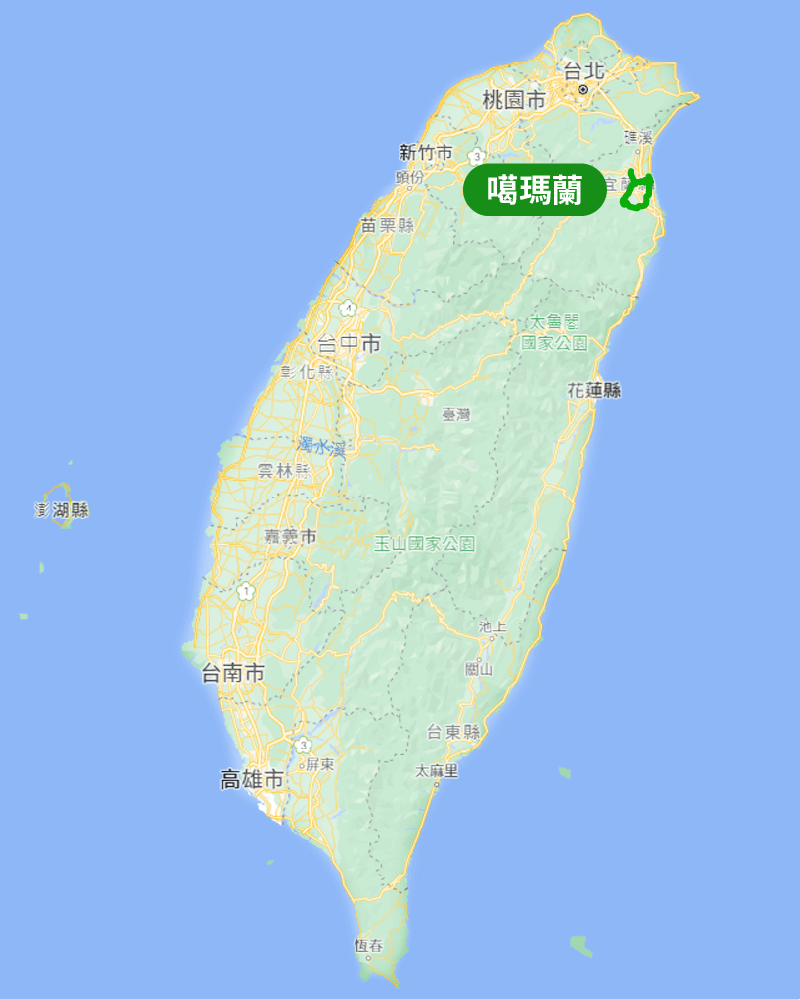 台北
桃園市
礁溪
新竹市
3
頭份
噶瑪蘭
宜蘭
苗栗縣
4
太魯閣
國家公園
台中市
彰化縣
花蓮縣
臺灣
濁水溪
雲林縣
澎湖縣
嘉義市
玉山國家公園
1
池上
關山
台南市
台東縣
3
屏東
太麻里
高雄市
恆春